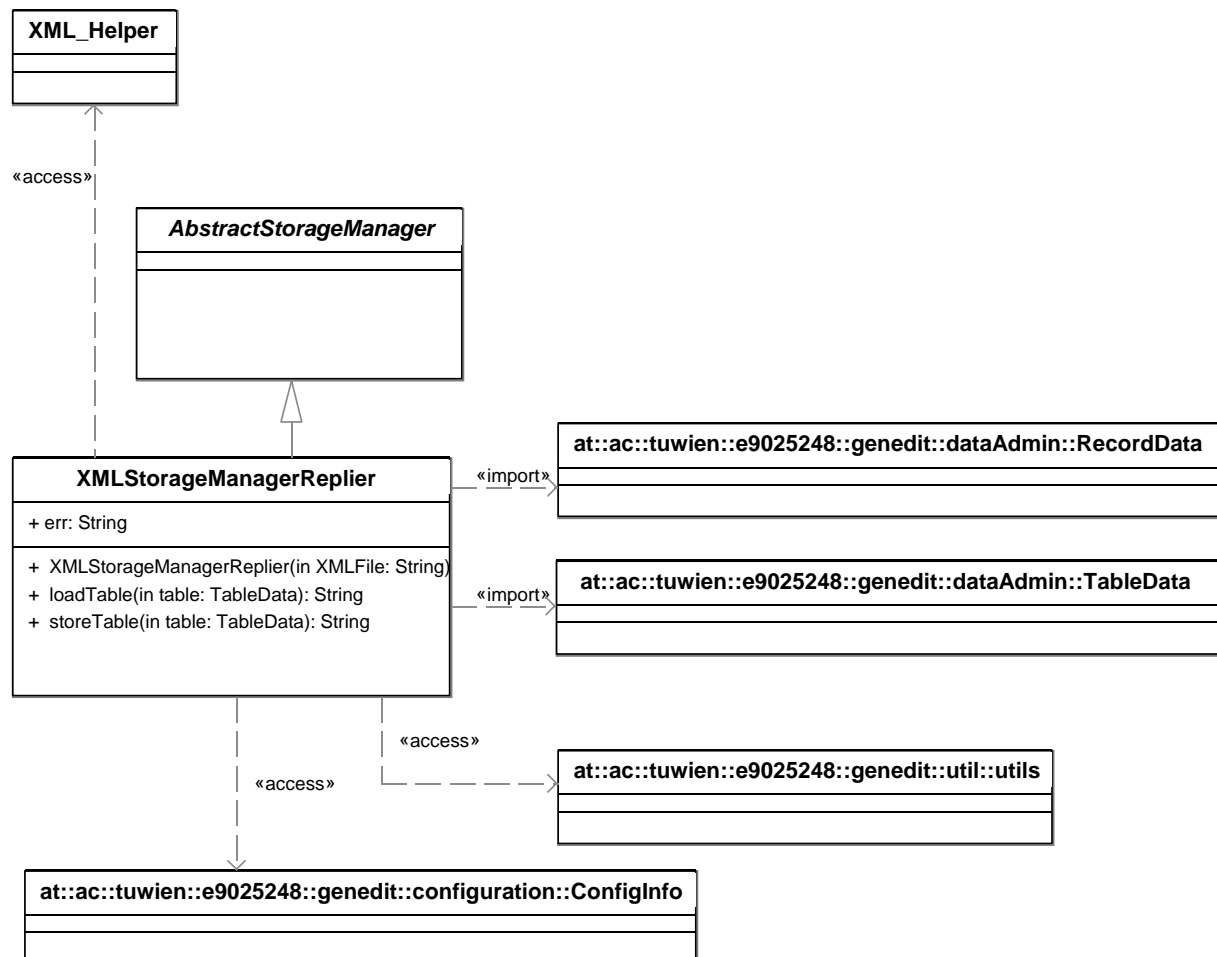 XML_Helper
«access»
AbstractStorageManager
at::ac::tuwien::e9025248::genedit::dataAdmin::RecordData
XMLStorageManagerReplier
«import»
+ err: String
+ XMLStorageManagerReplier(in XMLFile: String)
at::ac::tuwien::e9025248::genedit::dataAdmin::TableData
+ loadTable(in table: TableData): String
«import»
+ storeTable(in table: TableData): String
«access»
at::ac::tuwien::e9025248::genedit::util::utils
«access»
at::ac::tuwien::e9025248::genedit::configuration::ConfigInfo